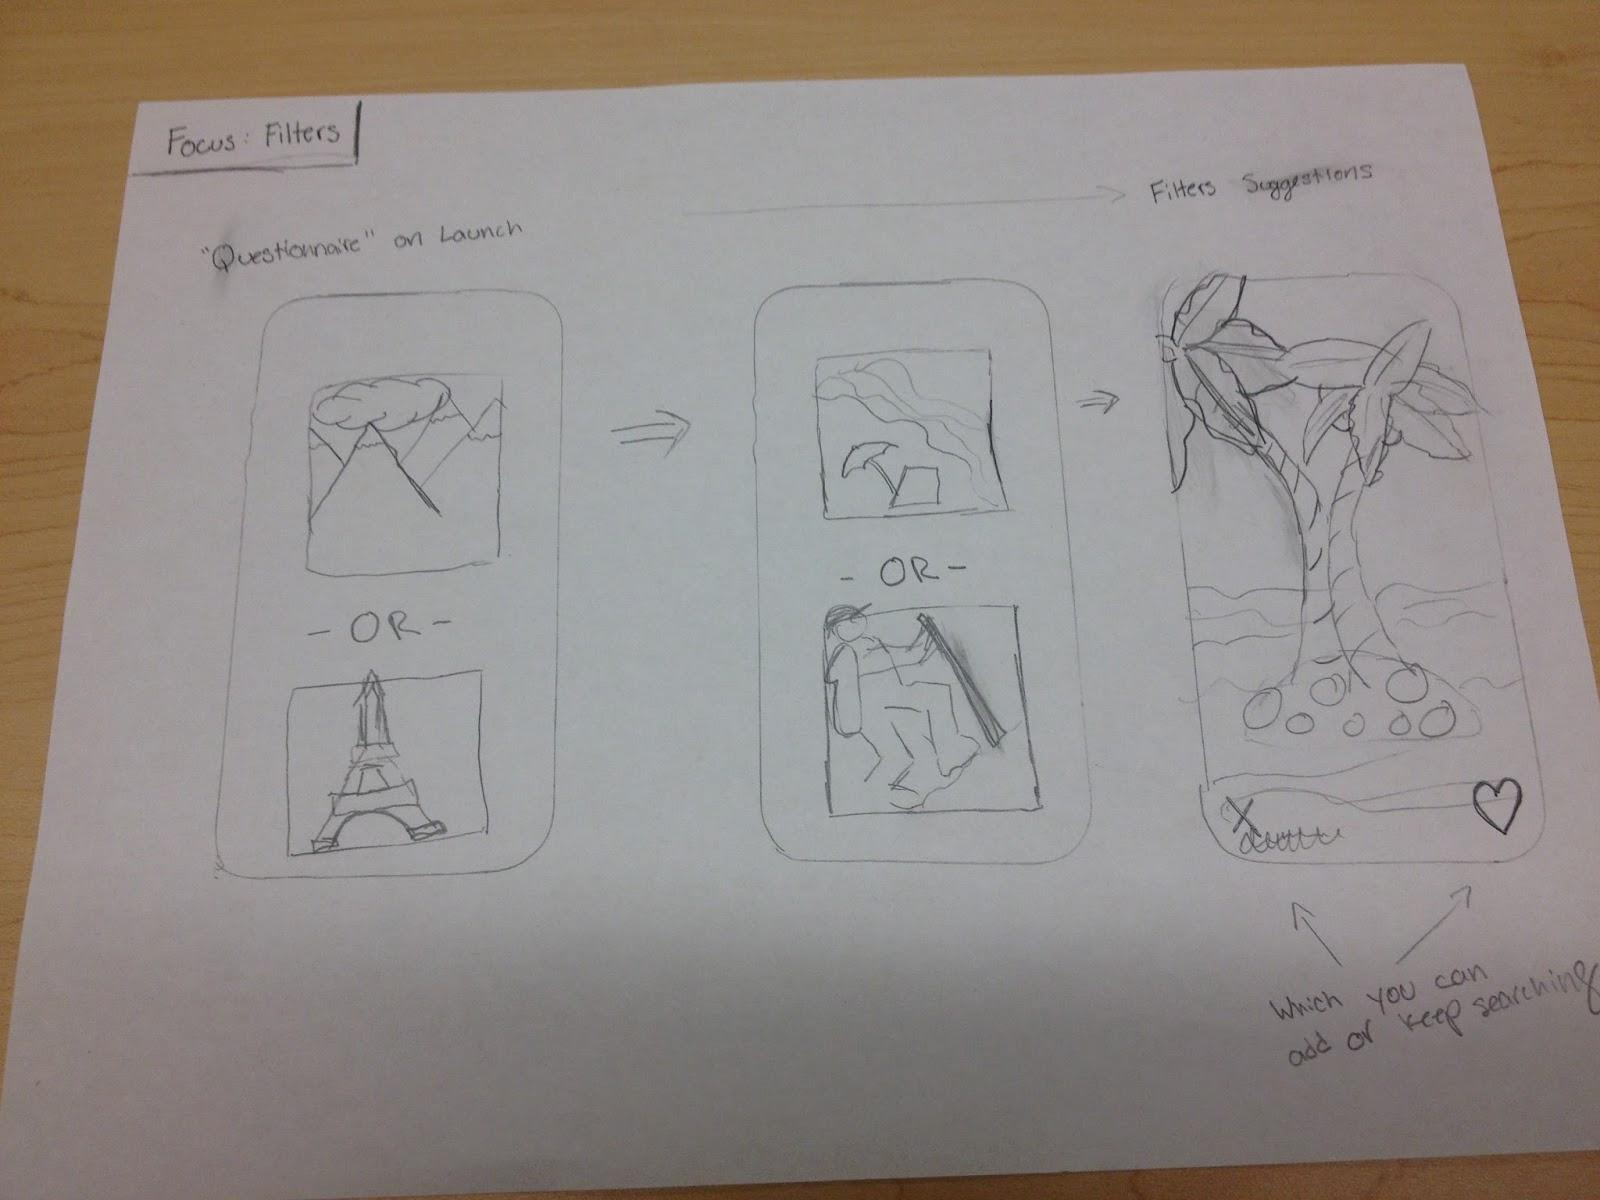 Focus: Filters
"Questionnaire" on Launch
Filters Suggestions
- OR -
- OR -
X
Which you can
add or keep searching